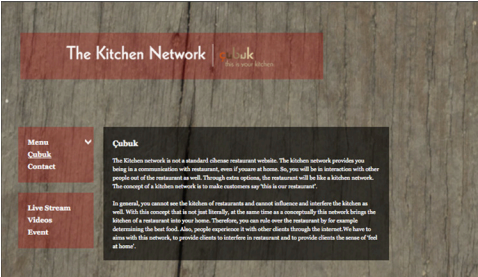 The Kitchen Network
çubuk
this is your kitchen
Menu
Çubuk
Contact
Live Stream
Videos
Event
Çubuk
The Kitchen network is not a standard cihense restaurant website. The kitchen network provides you
being in a communication with restaurant, even if youare at home. So, you will be in interaction with other
people out of the restaurant as well. Through extra options, the restaurant will be like a kitchen network.
The concept of a kitchen network is to make customers say "this is our restaurant".
In general, you cannot see the kitchen of restaurants and cannot influence and interfere the kitchen as
well. With this concept that is not just literally, at the same time as a conceptually this network brings the
kitchen of a restaurant into your home. Therefore, you can rule over the restaurant by for example
determining the best food. Also, people experience it with other clients through the internet.We have to
aims with this network, to provide clients to interfere in restaurant and to provide clients the sense of 'feel
at home'.